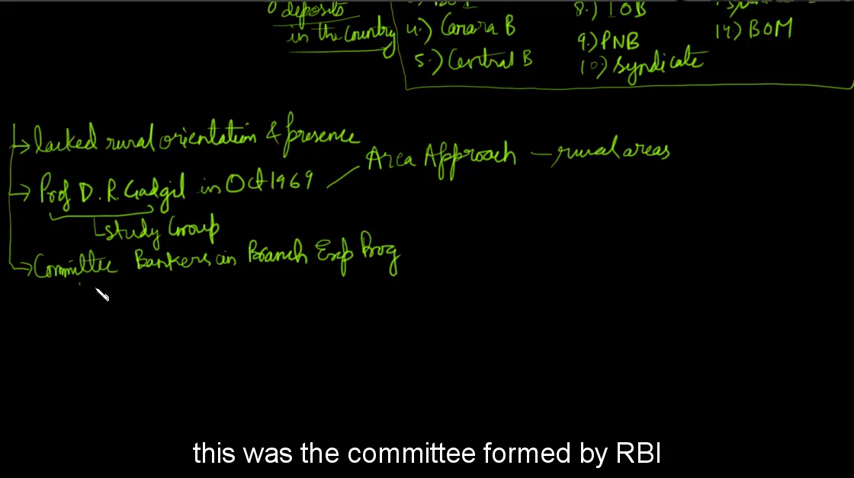 deposits
in the Country
4.) Canara B
5.) Central B
8.) IOB
9.) PNB
10.) Syndicate
14) BOM
lacked rural orientation & presence
Prof D. R. Gadgil in Oct 1969
Area Approach — rural areas
study Group
Committee Bankers on Branch Exp Prog
this was the committee formed by RBI